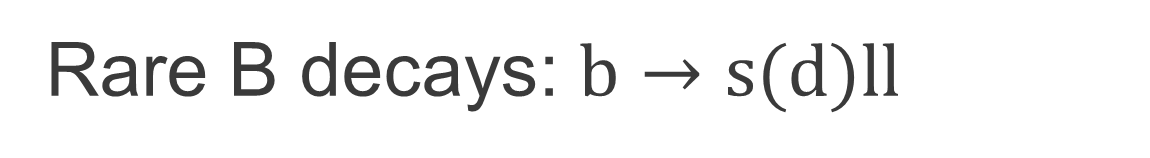 Rare B decays: b → s(d)ll